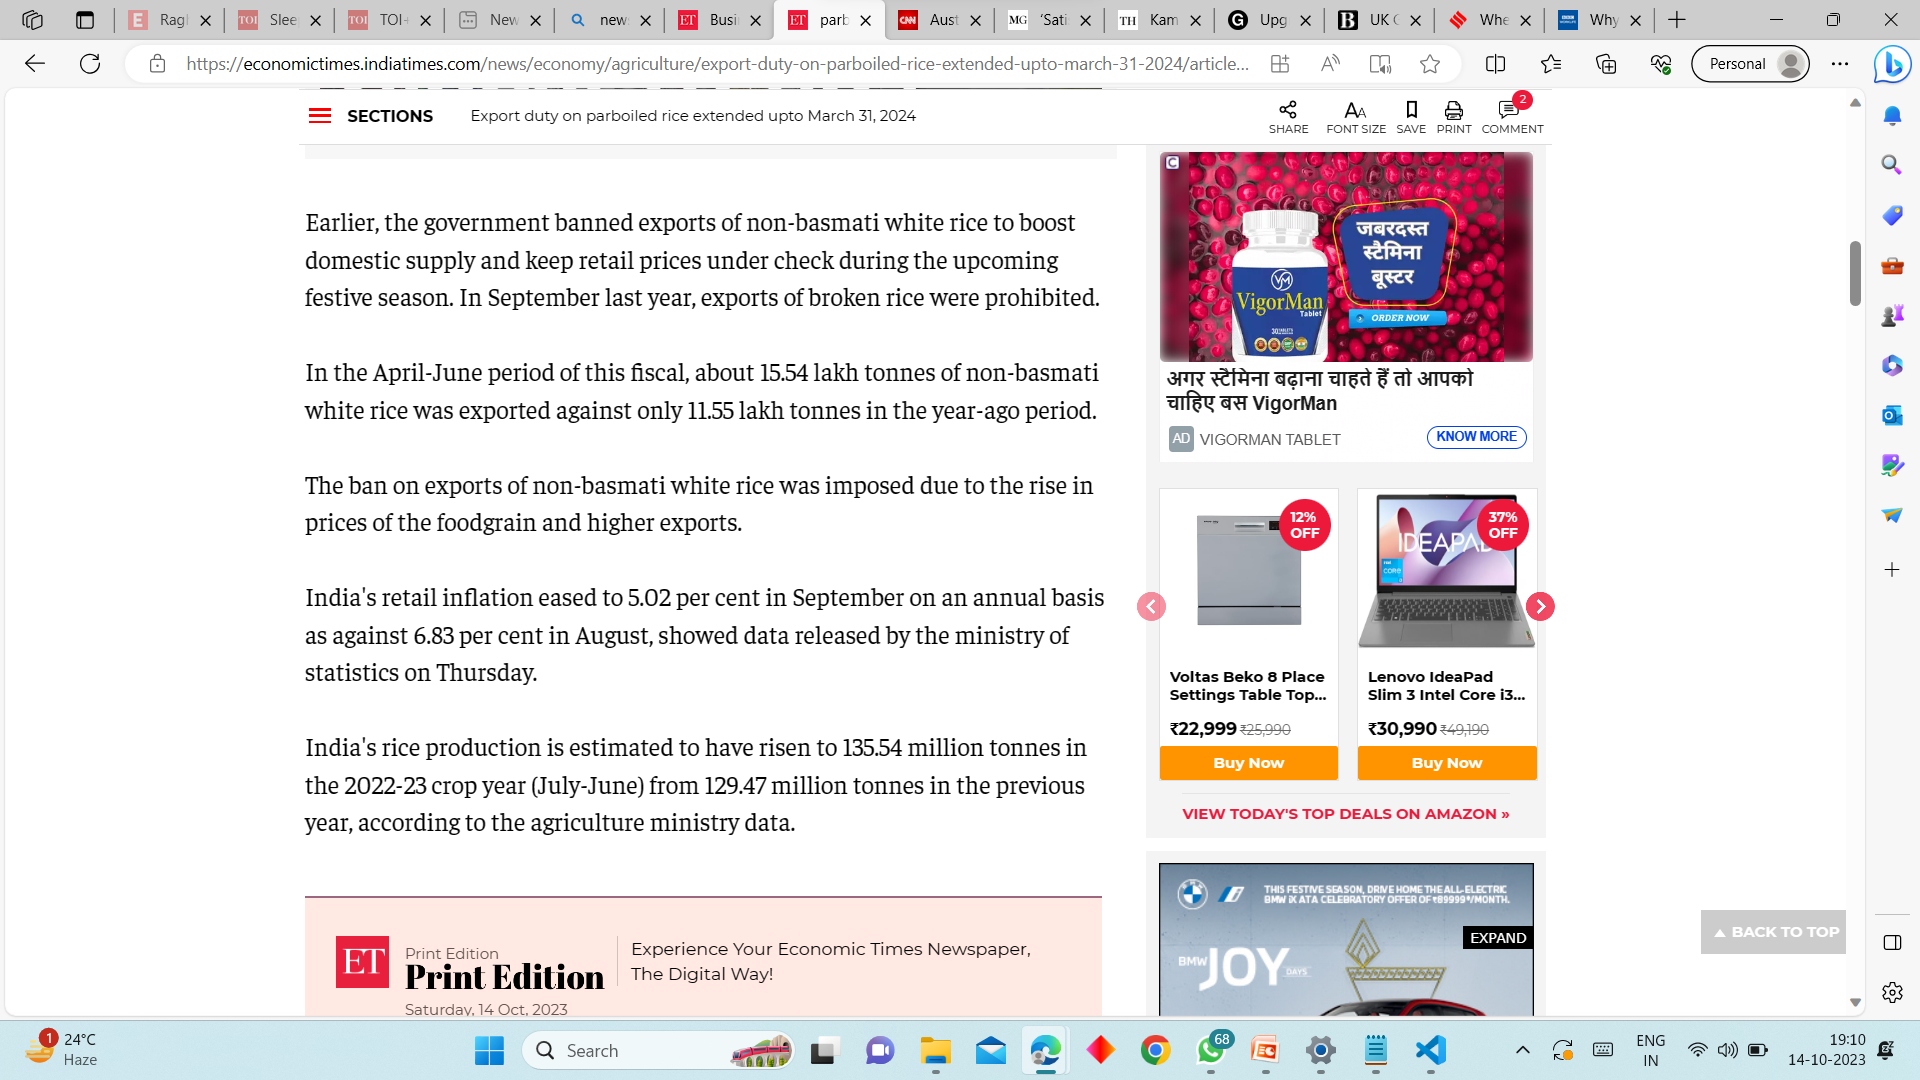 Ragl
TOI
Slee
TOI
TOI
New
new
ET
Busi
ET
parb
CNN
Aust
MG
'Sati
TH
Kam
G
Upg
B
UK
Whe
Why
https://economictimes.indiatimes.com/news/economy/agriculture/export-duty-on-parboiled-rice-extended-upto-march-31-2024/article...
Personal
SECTIONS
Export duty on parboiled rice extended upto March 31, 2024
SHARE
FONT SIZE
SAVE
PRINT
2
COMMENT
Earlier, the government banned exports of non-basmati white rice to boost
domestic supply and keep retail prices under check during the upcoming
festive season. In September last year, exports of broken rice were prohibited.
In the April-June period of this fiscal, about 15.54 lakh tonnes of non-basmati
white rice was exported against only 11.55 lakh tonnes in the year-ago period.
The ban on exports of non-basmati white rice was imposed due to the rise in
prices of the foodgrain and higher exports.
India's retail inflation eased to 5.02 per cent in September on an annual basis
as against 6.83 per cent in August, showed data released by the ministry of
statistics on Thursday.
India's rice production is estimated to have risen to 135.54 million tonnes in
the 2022-23 crop year (July-June) from 129.47 million tonnes in the previous
year, according to the agriculture ministry data.
ET
Print Edition
Print Edition
Saturday, 14 Oct, 2023
Experience Your Economic Times Newspaper,
The Digital Way!
C
VM
VigorMan
Tablet
जबरदस्त
स्टैमिना
बूस्टर
ORDER NOW
अगर स्टैमिना बढ़ाना चाहते हैं तो आपको
चाहिए बस VigorMan
AD
VIGORMAN TABLET
KNOW MORE
12%
OFF
Voltas Beko 8 Place
Settings Table Top...
₹22,999 ₹25,990
Buy Now
IDEAPAD
37%
OFF
Lenovo IdeaPad
Slim 3 Intel Core i3...
₹30,990 ₹49,190
Buy Now
VIEW TODAY'S TOP DEALS ON AMAZON »
BMW
THIS FESTIVE SEASON, DRIVE HOME THE ALL-ELECTRIC
BMW iX AT A CELEBRATORY OFFER OF ₹89999*/MONTH.
EXPAND
BMW
JOY
DAYS
BACK TO TOP
1
24°C
Haze
Search
68
ENG
IN
19:10
14-10-2023